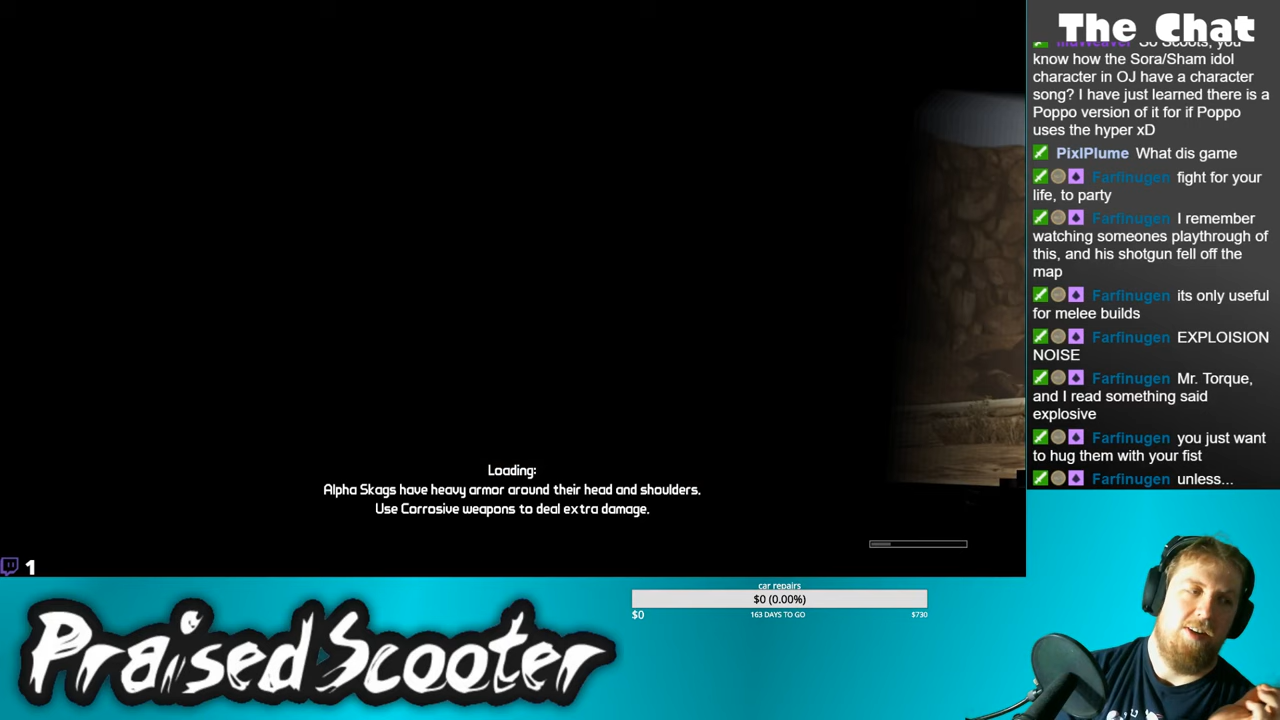 The Chat
So Scoots, you
know how the Sora/Sham idol
character in OJ have a character
song? I have just learned there is a
Poppo version of it for if Poppo
uses the hyper xD
PixlPlume What dis game
Farfinugen fight for your
life, to party
Farfinugen I remember
watching someones playthrough of
this, and his shotgun fell off the
map
Farfinugen its only useful
for melee builds
Farfinugen EXPLOISION
NOISE
Farfinugen Mr. Torque,
and I read something said
explosive
Farfinugen you just want
to hug them with your fist
Farfinugen unless...
Loading:
Alpha Skags have heavy armor around their head and shoulders.
Use Corrosive weapons to deal extra damage.
1
car repairs
$0 (0.00%)
$0 163 DAYS TO GO $730
PraisedScooter